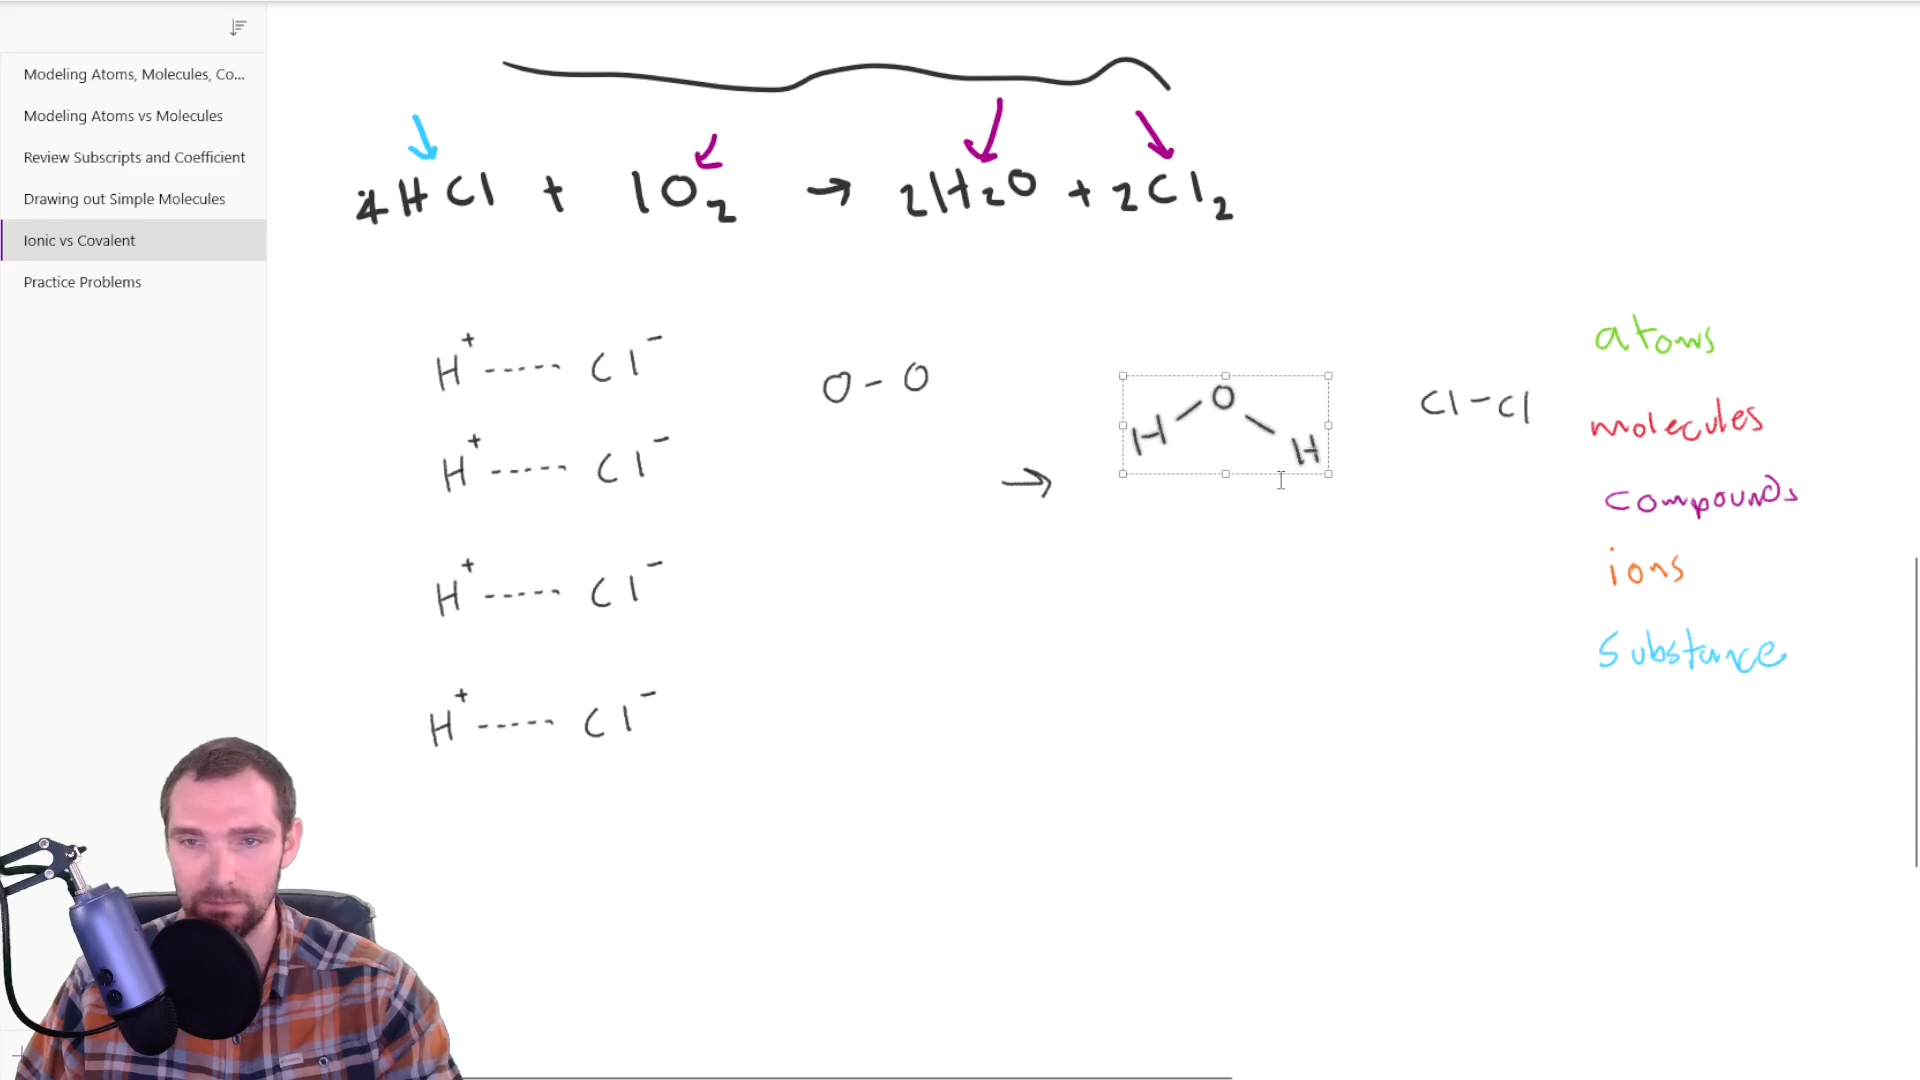 Modeling Atoms, Molecules, Co...
Modeling Atoms vs Molecules
Review Subscripts and Coefficient
Drawing out Simple Molecules
Ionic vs Covalent
Practice Problems
4HCl + 1O₂ → 2H₂O + 2Cl₂
H⁺ ----- Cl⁻
H⁺ ----- Cl⁻
H⁺ ----- Cl⁻
H⁺ ----- Cl⁻
O - O
→
H - O - H
Cl - Cl
atoms
molecules
compounds
ions
Substance